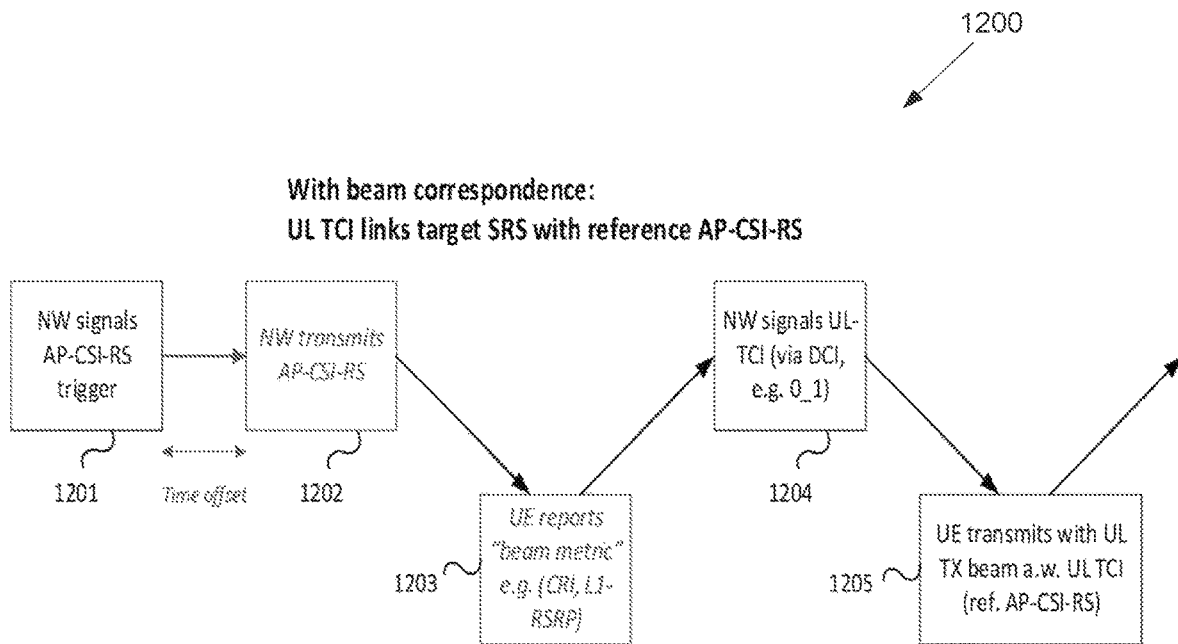 1200
With beam correspondence:
UL TCI links target SRS with reference AP-CSI-RS
NW signals
AP-CSI-RS
trigger
NW transmits
AP-CSI-RS
NW signals UL-
TCI (via DCI,
e.g. 0_1)
1201
Time offset
1202
1204
UE reports
"beam metric"
e.g. (CRI, L1-
RSRP)
1203
UE transmits with UL
TX beam a.w. UL TCI
(ref. AP-CSI-RS)
1205